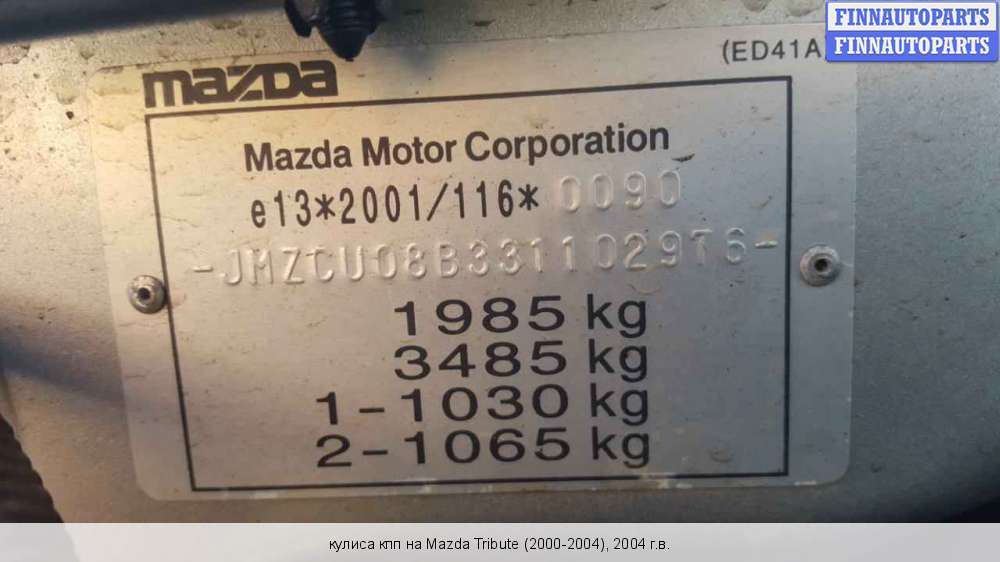 FINNAUTOPARTS
FINNAUTOPARTS
(ED41A
mazda
Mazda Motor Corporation
e13*2001/116* 0090
-JMZCU08B331102976-
1985 kg
3485 kg
1-1030 kg
2-1065 kg
кулиса кпп на Mazda Tribute (2000-2004), 2004 г.в.